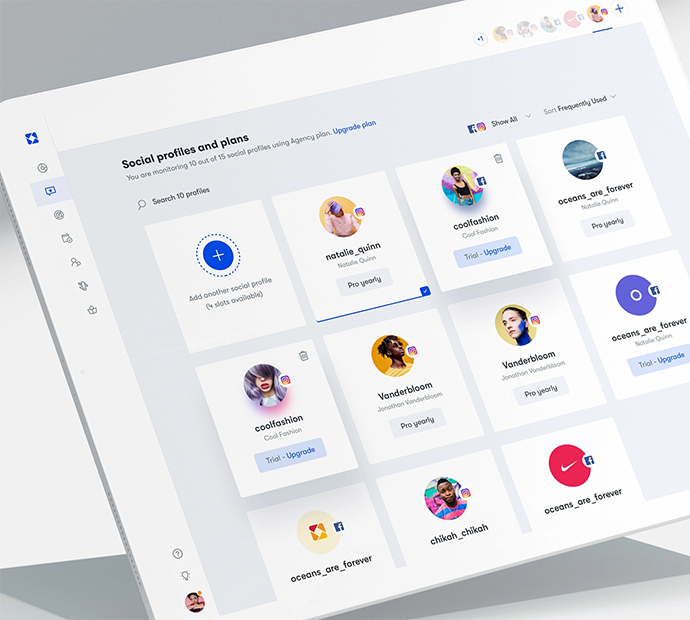 +1
Social profiles and plans
You are monitoring 10 out of 15 social profiles using Agency plan. Upgrade plan
Show All
Sort Frequently Used
Search 10 profiles
Add another social profile
(4 slots available)
natalie_quinn
Natalie Quinn
Pro yearly
coolfashion
Cool Fashion
Trial - Upgrade
oceans_are_forever
Natalie Quinn
Pro yearly
coolfashion
Cool Fashion
Trial - Upgrade
Vanderbloom
Jonathan Vanderbloom
Pro yearly
Vanderbloom
Jonathan Vanderbloom
Pro yearly
oceans_are_forever
Natalie Quinn
Trial - Upgrade
oceans_are_forever
chikah_chikah
oceans_are_forever